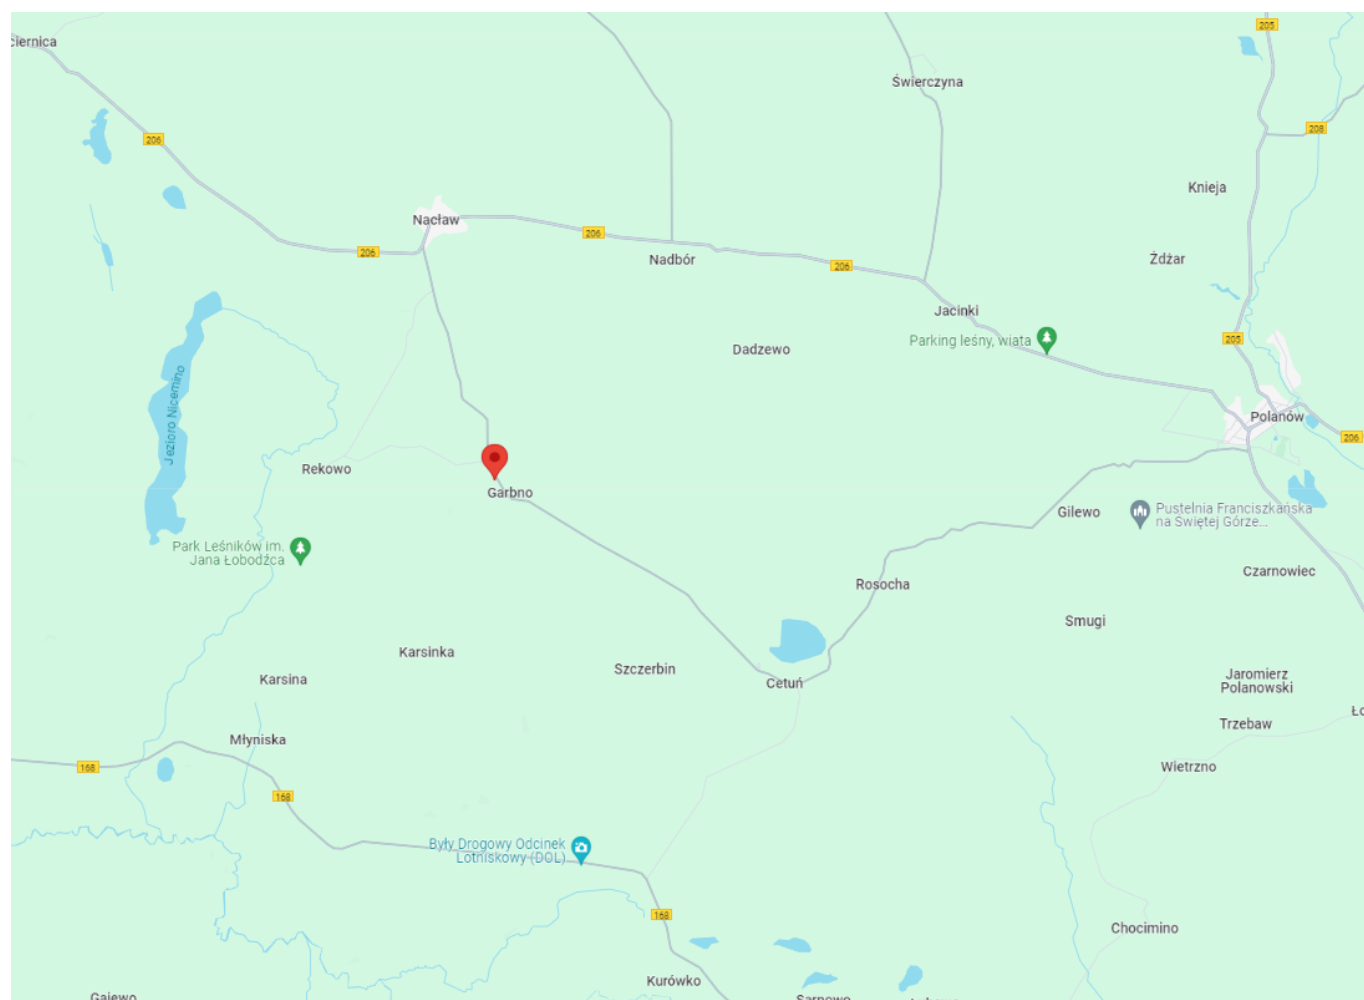 ciernica
205
Świerczyna
206
208
Knieja
Nacław
206
206
Nadbór
206
Żdżar
Jacinki
205
Parking leśny, wiata
Dadzewo
Jezioro Nicemino
Polanów
206
Rekowo
Garbno
Gilewo
Pustelnia Franciszkańska
na Świętej Górze...
Park Leśników im.
Jana Łobodźca
Czarnowiec
Rosocha
Smugi
Karsinka
Szczerbin
Karsina
Cetuń
Jaromierz
Polanowski
Trzebaw
Młyniska
168
Wietrzno
168
Były Drogowy Odcinek
Lotniskowy (DOL)
168
Chocimino
Kurówko
Gajewo
Sarnowo